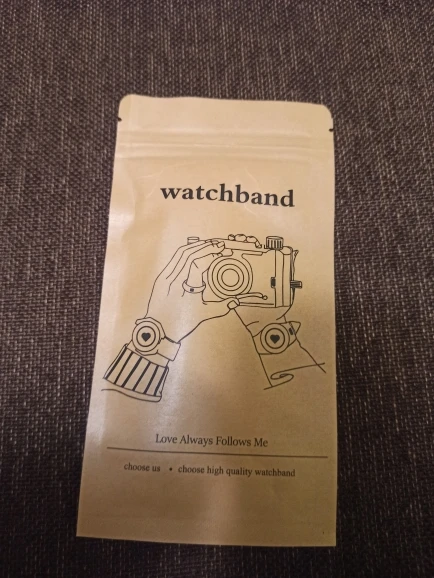 watchband
Love Always Follows Me
choose us • choose high quality watchband